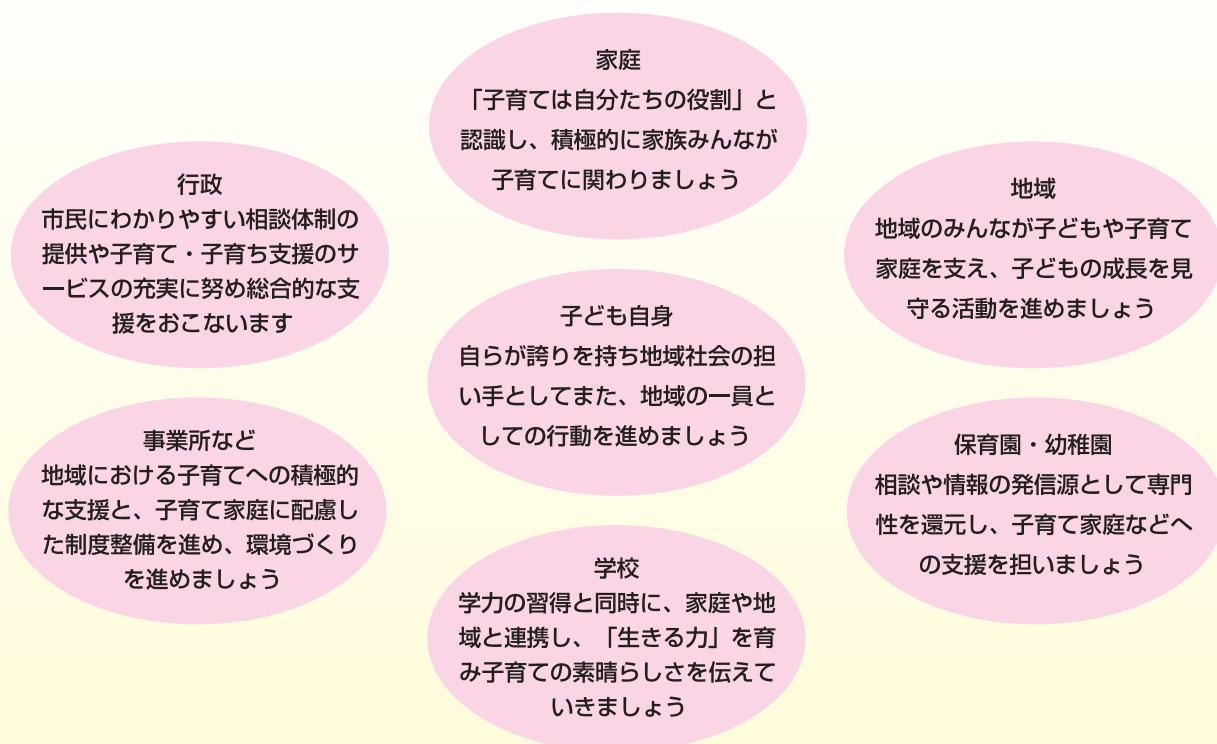 家庭
「子育ては自分たちの役割」と
認識し、積極的に家族みんなが
子育てに関わりましょう
行政
市民にわかりやすい相談体制の
提供や子育て・子育ち支援のサ
ービスの充実に努め総合的な支
援をおこないます
地域
地域のみんなが子どもや子育て
家庭を支え、子どもの成長を見
守る活動を進めましょう
子ども自身
自らが誇りを持ち地域社会の担
い手としてまた、地域の一員と
しての行動を進めましょう
事業所など
地域における子育てへの積極的
な支援と、子育て家庭に配慮し
た制度整備を進め、環境づくり
を進めましょう
保育園・幼稚園
相談や情報の発信源として専門
性を還元し、子育て家庭などへ
の支援を担いましょう
学校
学力の習得と同時に、家庭や地
域と連携し、「生きる力」を育
み子育ての素晴らしさを伝えて
いきましょう